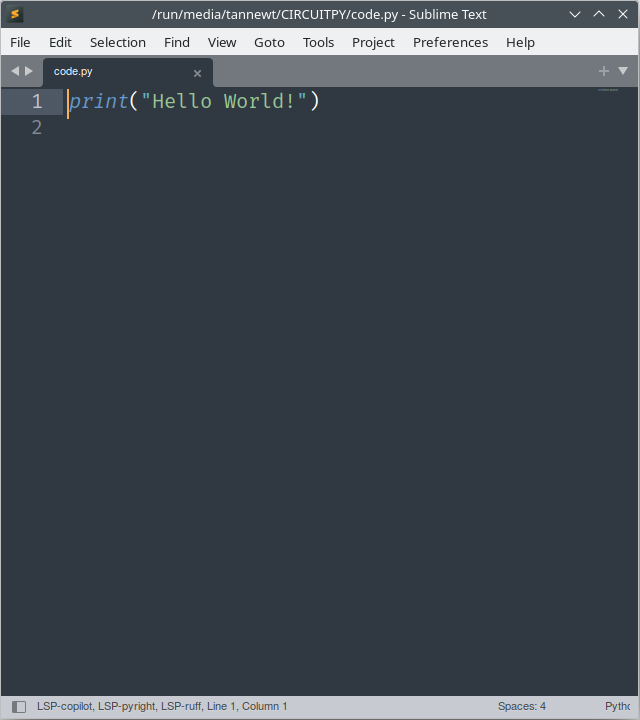 /run/media/tannewt/CIRCUITPY/code.py - Sublime Text
File Edit Selection Find View Goto Tools Project Preferences Help
code.py
1 print("Hello World!")
2
LSP-copilot, LSP-pyright, LSP-ruff, Line 1, Column 1 Spaces: 4 Pytho